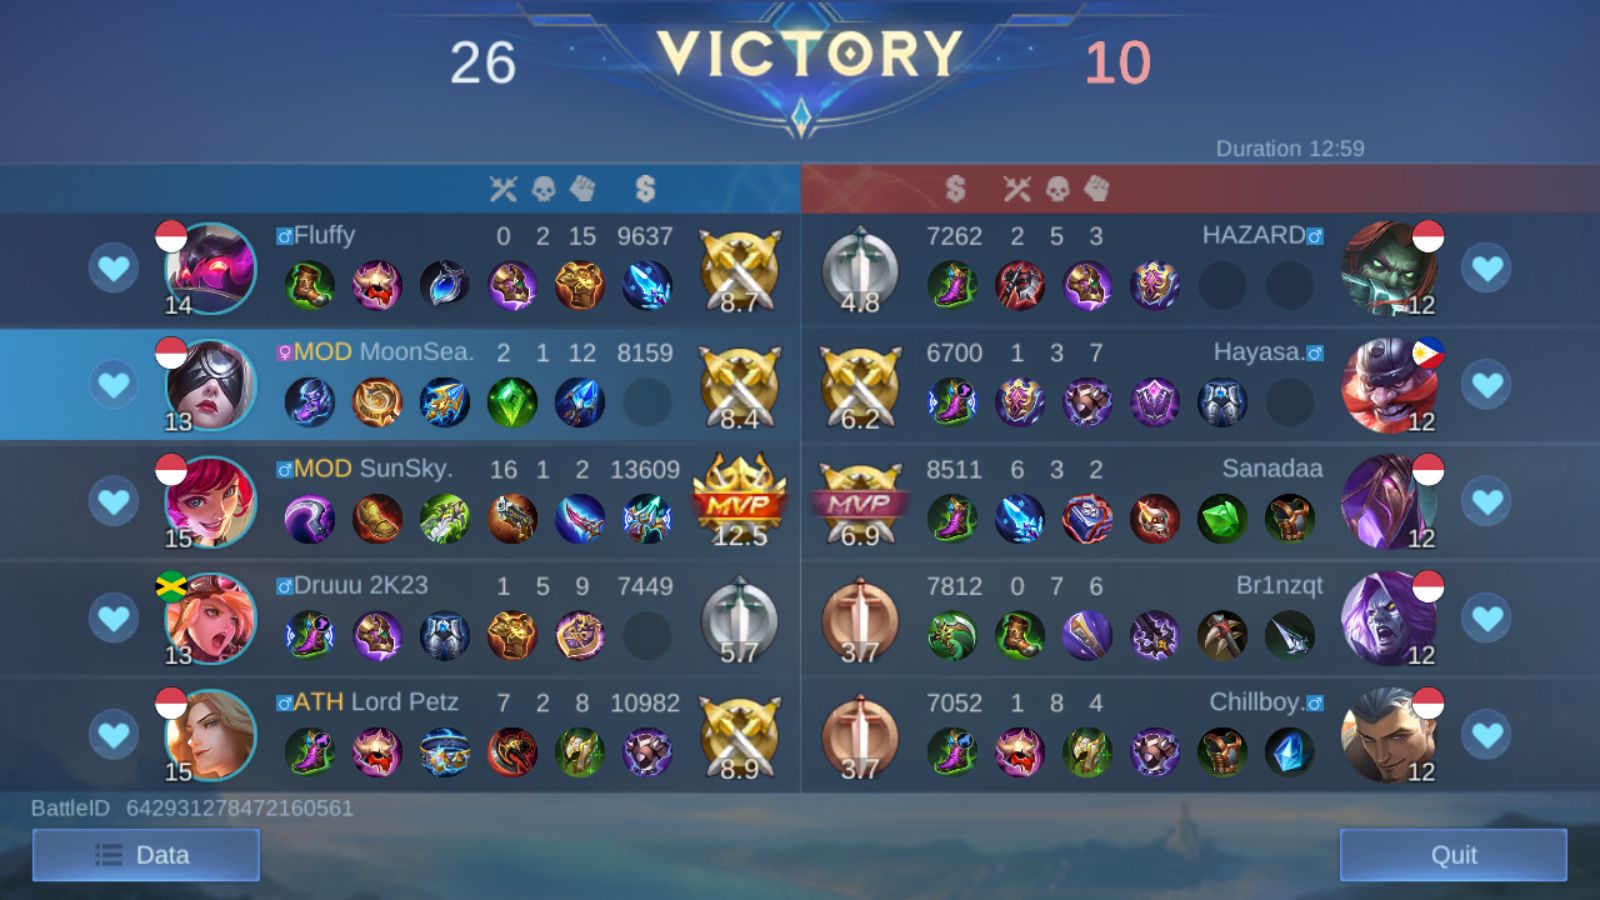 26 VICTORY 10
Duration 12:59
Fluffy 0 2 15 9637 8.7 14
4.8 7262 2 5 3 HAZARD 12
MOD MoonSea. 2 1 12 8159 8.4 13
6.2 6700 1 3 7 Hayasa. 12
MOD SunSky. 16 1 2 13609 MVP 12.5 15
MVP 6.9 8511 6 3 2 Sanadaa 12
Druuu 2K23 1 5 9 7449 5.7 13
3.7 7812 0 7 6 Br1nzqt 12
ATH Lord Petz 7 2 8 10982 8.9 15
3.7 7052 1 8 4 Chillboy. 12
BattleID 642931278472160561
Data
Quit